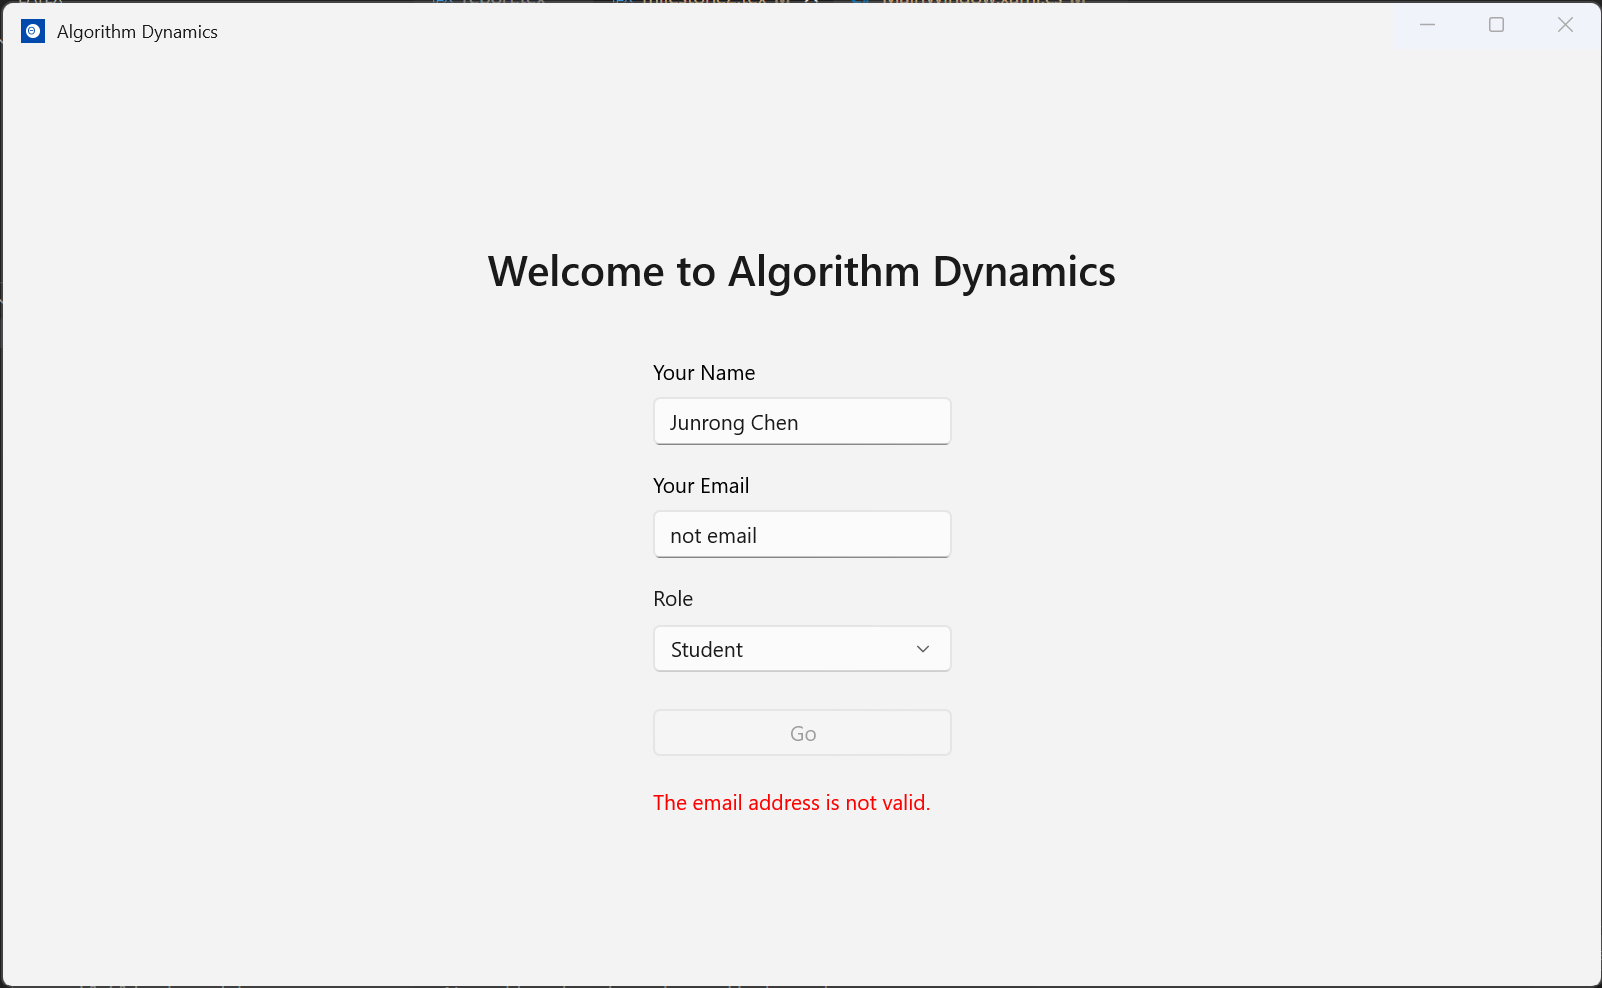 Algorithm Dynamics
Welcome to Algorithm Dynamics
Your Name
Junrong Chen
Your Email
not email
Role
Student
Go
The email address is not valid.